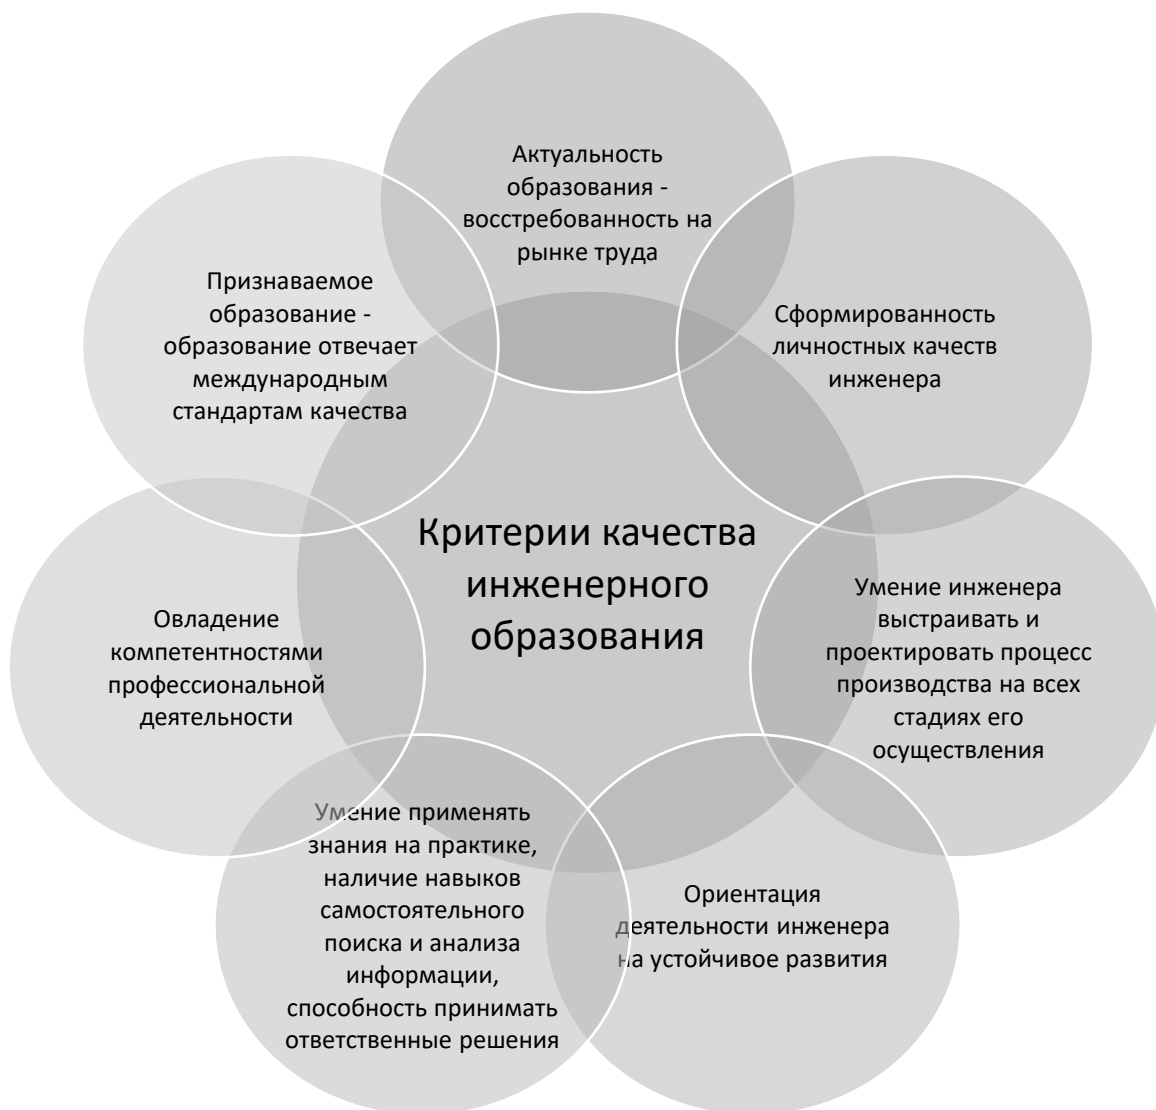 Актуальность
образования -
восстребованность на
рынке труда
Сформированность
личностных качеств
инженера
Умение инженера
выстраивать и
проектировать процесс
производства на всех
стадиях его
осуществления
Ориентация
деятельности инженера
на устойчивое развития
Умение применять
знания на практике,
наличие навыков
самостоятельного
поиска и анализа
информации,
способность принимать
ответственные решения
Овладение
компетентностями
профессиональной
деятельности
Признаваемое
образование -
образование отвечает
международным
стандартам качества
Критерии качества
инженерного
образования